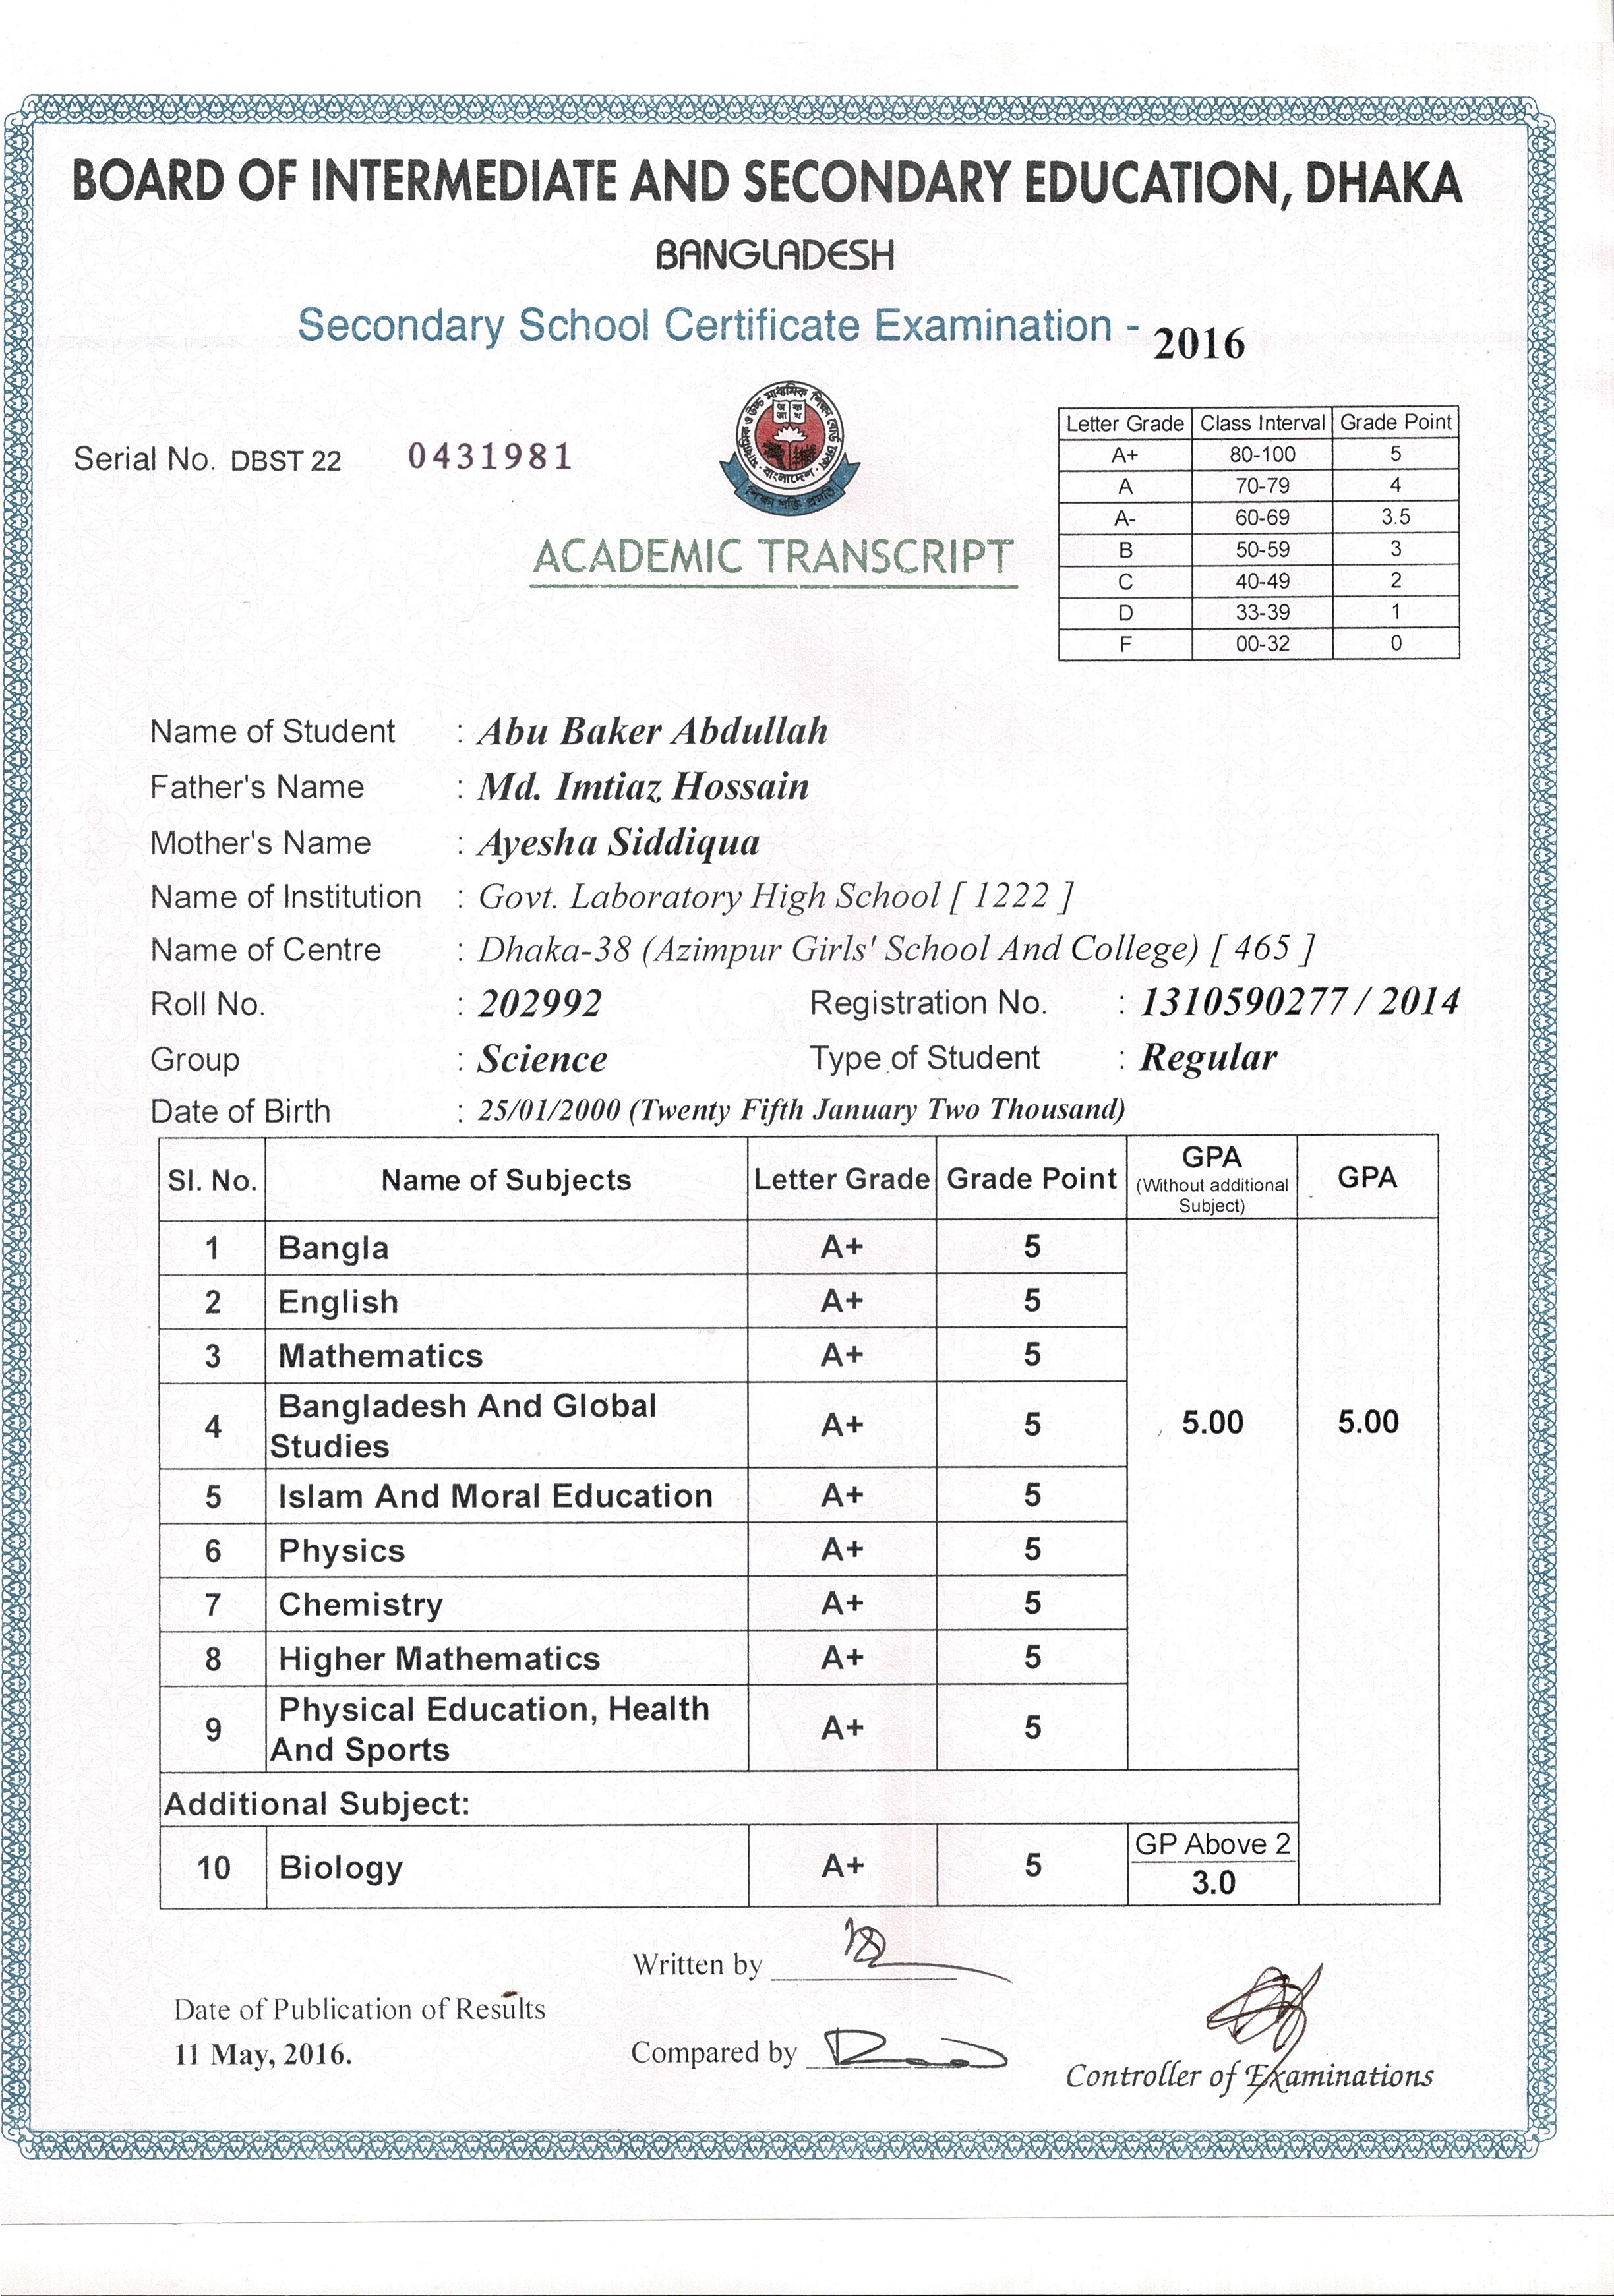 BOARD OF INTERMEDIATE AND SECONDARY EDUCATION, DHAKA
BANGLADESH
Secondary School Certificate Examination - 2016
Serial No. DBST 22 0431981
মাধ্যমিক ও উচ্চ মাধ্যমিক শিক্ষা বোর্ড ঢাকা
বাংলাদেশ
ACADEMIC TRANSCRIPT
Letter Grade Class Interval Grade Point
A+ 80-100 5
A 70-79 4
A- 60-69 3.5
B 50-59 3
C 40-49 2
D 33-39 1
F 00-32 0
Name of Student : Abu Baker Abdullah
Father's Name : Md. Imtiaz Hossain
Mother's Name : Ayesha Siddiqua
Name of Institution : Govt. Laboratory High School [ 1222 ]
Name of Centre : Dhaka-38 (Azimpur Girls' School And College) [ 465 ]
Roll No. : 202992 Registration No. : 1310590277 / 2014
Group : Science Type of Student : Regular
Date of Birth : 25/01/2000 (Twenty Fifth January Two Thousand)
Sl. No. Name of Subjects Letter Grade Grade Point GPA (Without additional Subject) GPA
1 Bangla A+ 5
2 English A+ 5
3 Mathematics A+ 5
4 Bangladesh And Global Studies A+ 5 5.00 5.00
5 Islam And Moral Education A+ 5
6 Physics A+ 5
7 Chemistry A+ 5
8 Higher Mathematics A+ 5
9 Physical Education, Health And Sports A+ 5
Additional Subject:
10 Biology A+ 5 GP Above 2 3.0
Written by
Date of Publication of Results
11 May, 2016.
Compared by
Controller of Examinations